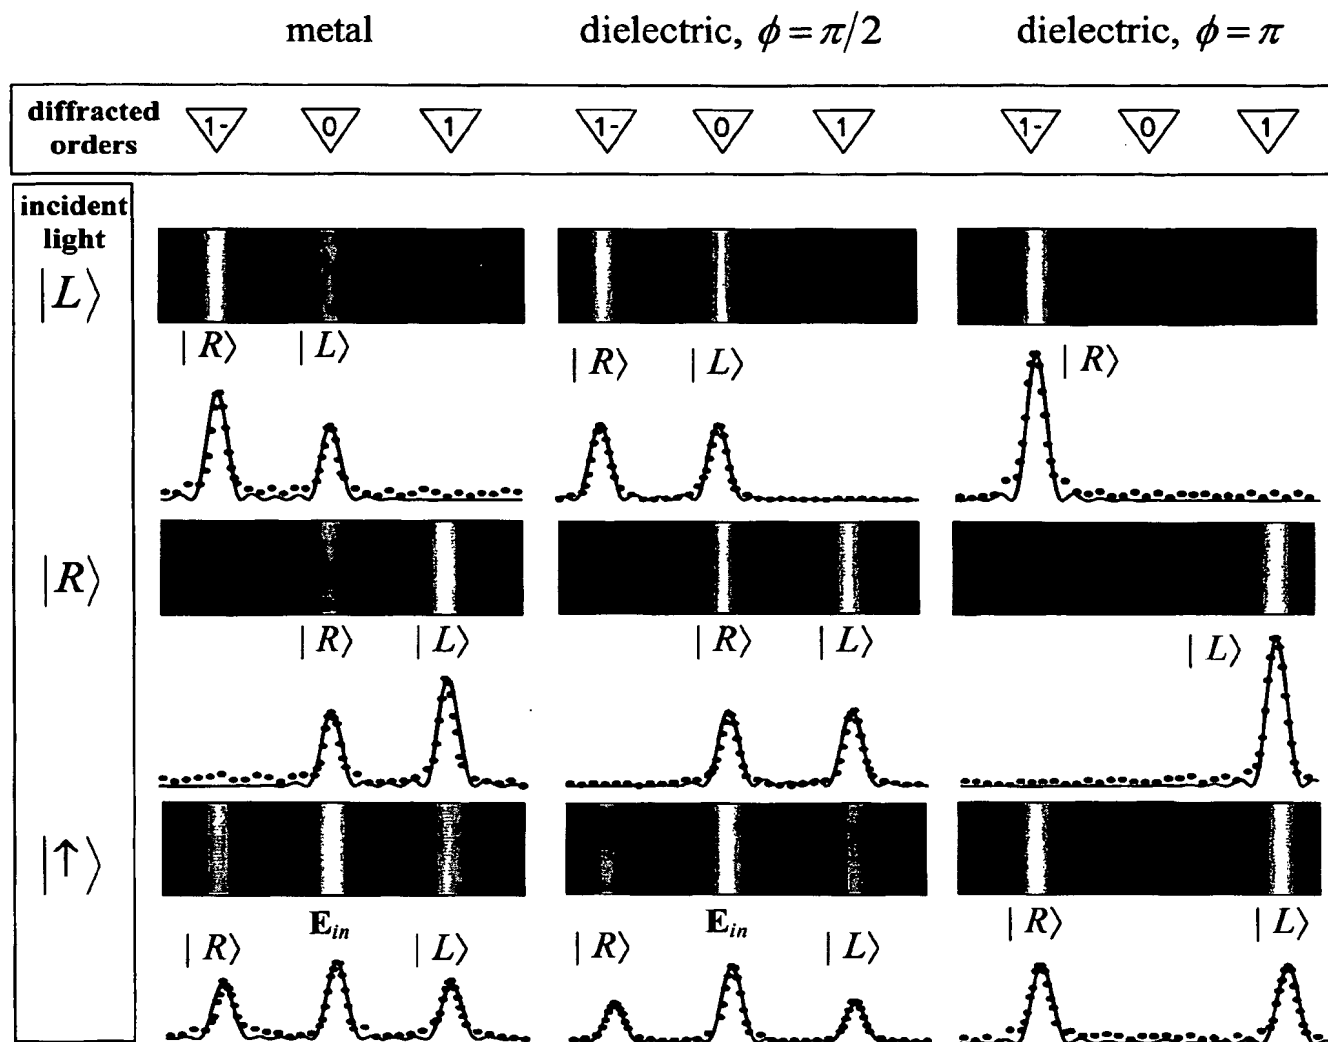 metal dielectric, ϕ = π/2 dielectric, ϕ = π
diffracted orders 1- 0 1 1- 0 1 1- 0 1
incident light
|L⟩
|R⟩ |L⟩ |R⟩ |L⟩ |R⟩
|R⟩
|R⟩ |L⟩ |R⟩ |L⟩ |L⟩
|↑⟩
|R⟩ E_in |L⟩ |R⟩ E_in |L⟩ |R⟩ |L⟩